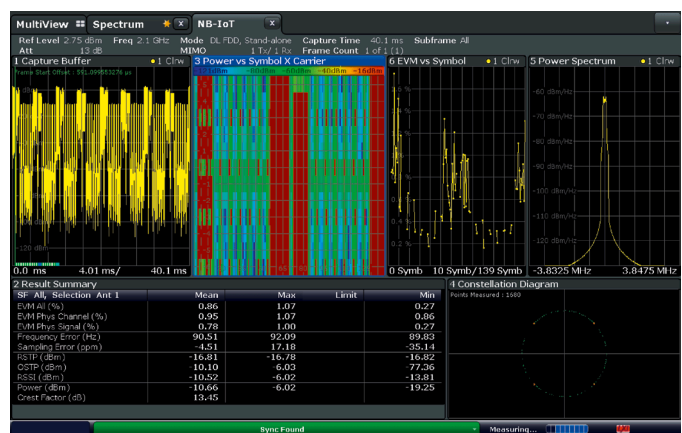 MultiView Spectrum * X NB-IoT X
Ref Level 2.75 dBm Freq 2.1 GHz Mode DL FDD, Stand-alone Capture Time 40.1 ms Subframe All
Att 13 dB MIMO 1 Tx/ 1 Rx Frame Count 1 of 1 (1)
1 Capture Buffer 1 Clrw 3 Power vs Symbol X Carrier 6 EVM vs Symbol 1 Clrw 5 Power Spectrum 1 Clrw
Frame Start Offset : 591.099553276 µs
-60 dBm/Hz
-90 dBm/Hz
-100 dBm/Hz
-110 dBm/Hz
-120 dBm/Hz
-120 dBm
0.2 %
0.0 ms 4.01 ms/ 40.1 ms 0 Symb 10 Symb/139 Symb -3.8325 MHz 3.8475 MHz
2 Result Summary 4 Constellation Diagram
SF All, Selection Ant 1 Mean Max Limit Min
Points Measured : 1680
EVM All (%) 0.86 1.07 0.27
EVM Phys Channel (%) 0.95 1.07 0.86
EVM Phys Signal (%) 0.78 1.00 0.27
Frequency Error (Hz) 90.51 92.09 89.83
Sampling Error (ppm) -4.51 17.18 -35.14
RSTP (dBm) -16.81 -16.78 -16.82
OSTP (dBm) -10.10 -6.03 -77.36
RSSI (dBm) -10.52 -6.02 -13.81
Power (dBm) -10.66 -6.02 -19.25
Crest Factor (dB) 13.45
Sync Found Measuring...